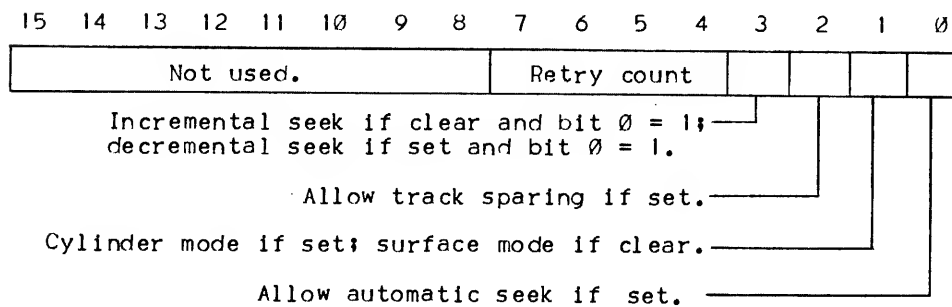 15 14 13 12 11 10 9 8 7 6 5 4 3 2 1 0
Not used. Retry count
Incremental seek if clear and bit 0 = 1;
decremental seek if set and bit 0 = 1.
Allow track sparing if set.
Cylinder mode if set; surface mode if clear.
Allow automatic seek if set.